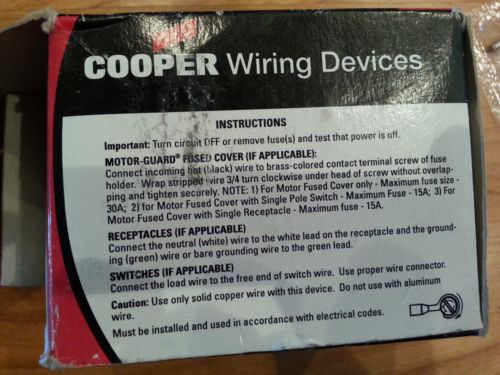 COOPER Wiring Devices
INSTRUCTIONS
Important: Turn circuit OFF or remove fuse(s) and test that power is off.
MOTOR-GUARD® FUSED COVER (IF APPLICABLE):
Connect incoming hot (black) wire to brass-colored contact terminal screw of fuse
holder. Wrap stripped wire 3/4 turn clockwise under head of screw without overlap-
ping and tighten securely. NOTE: 1) For Motor Fused Cover only - Maximum fuse size -
30A; 2) for Motor Fused Cover with Single Pole Switch - Maximum Fuse - 15A; 3) For
Motor Fused Cover with Single Receptacle - Maximum fuse - 15A.
RECEPTACLES (IF APPLICABLE)
Connect the neutral (white) wire to the white lead on the receptacle and the ground-
ing (green) wire or bare grounding wire to the green lead.
SWITCHES (IF APPLICABLE)
Connect the load wire to the free end of switch wire. Use proper wire connector.
Caution: Use only solid copper wire with this device. Do not use with aluminum
wire.
Must be installed and used in accordance with electrical codes.